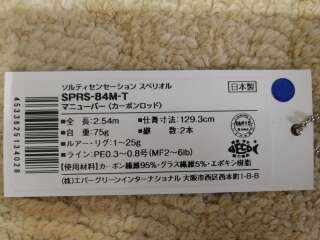 ソルティセンセーション スペリオル
日本製
SPRS-84M-T
マニューバー〈カーボンロッド〉
■全長：2.54m ■仕舞寸法：129.3cm
■自重：75g ■継数：2本
■ルアー・リグ：1〜25g
■ライン：PE0.3〜0.8号(MF2〜6lb)
【使用材料】カーボン繊維95%・グラス繊維5%・エポキシ樹脂
(株)エバーグリーンインターナショナル 大阪市西区西本町1-8-8
4533625134028